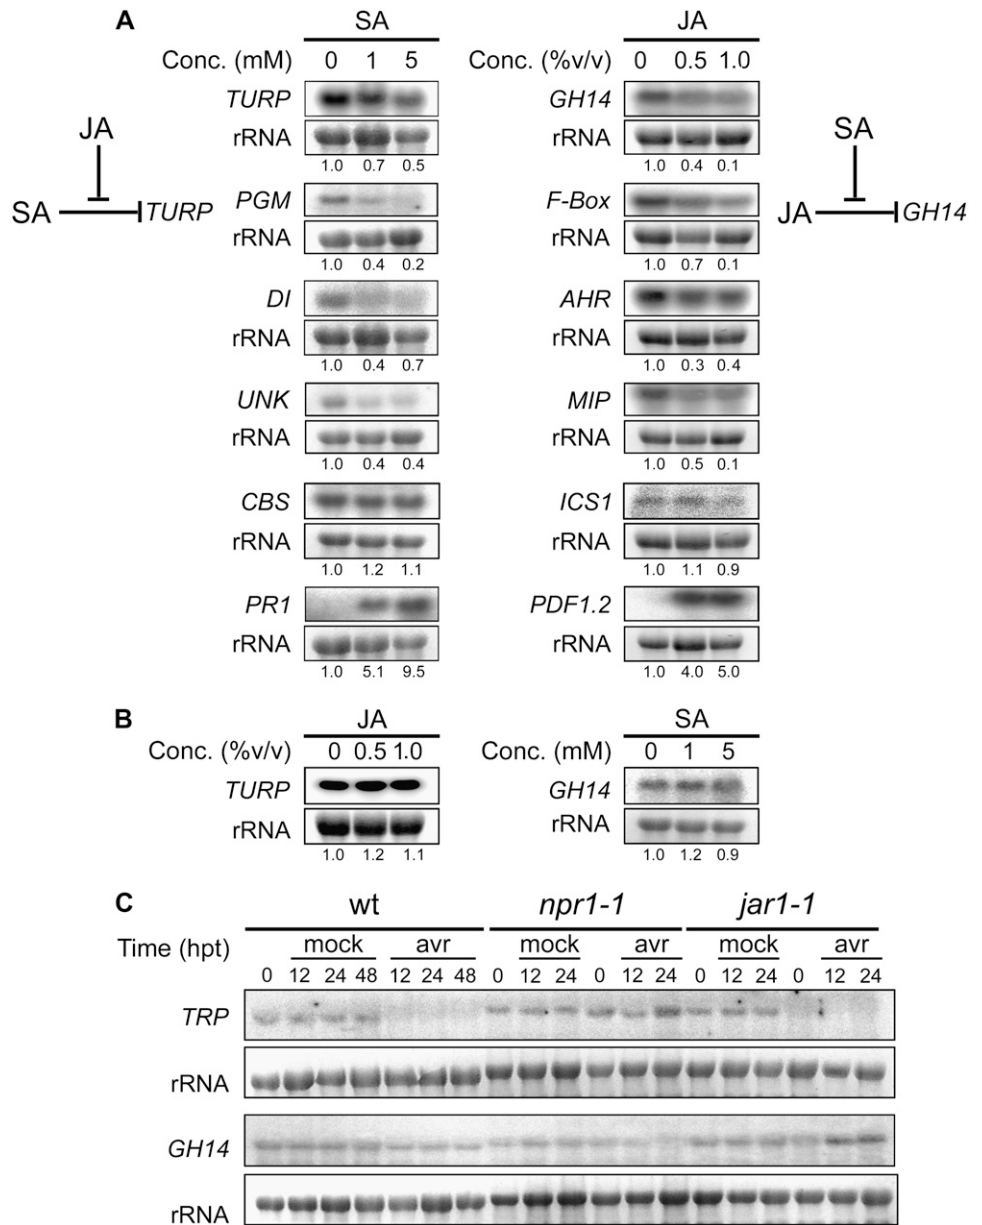 A
SA
JA
Conc. (mM) 0 1 5
Conc. (%v/v) 0 0.5 1.0
TURP
GH14
rRNA
rRNA
1.0 0.7 0.5
1.0 0.4 0.1
JA
SA
SA
TURP
JA
GH14
PGM
F-Box
rRNA
rRNA
1.0 0.4 0.2
1.0 0.7 0.1
DI
AHR
rRNA
rRNA
1.0 0.4 0.7
1.0 0.3 0.4
UNK
MIP
rRNA
rRNA
1.0 0.4 0.4
1.0 0.5 0.1
CBS
ICS1
rRNA
rRNA
1.0 1.2 1.1
1.0 1.1 0.9
PR1
PDF1.2
rRNA
rRNA
1.0 5.1 9.5
1.0 4.0 5.0
B
JA
SA
Conc. (%v/v) 0 0.5 1.0
Conc. (mM) 0 1 5
TURP
GH14
rRNA
rRNA
1.0 1.2 1.1
1.0 1.2 0.9
C
wt npr1-1 jar1-1
Time (hpt) mock avr mock avr mock avr
0 12 24 48 12 24 48 0 12 24 0 12 24 0 12 24 0 12 24
TRP
rRNA
GH14
rRNA